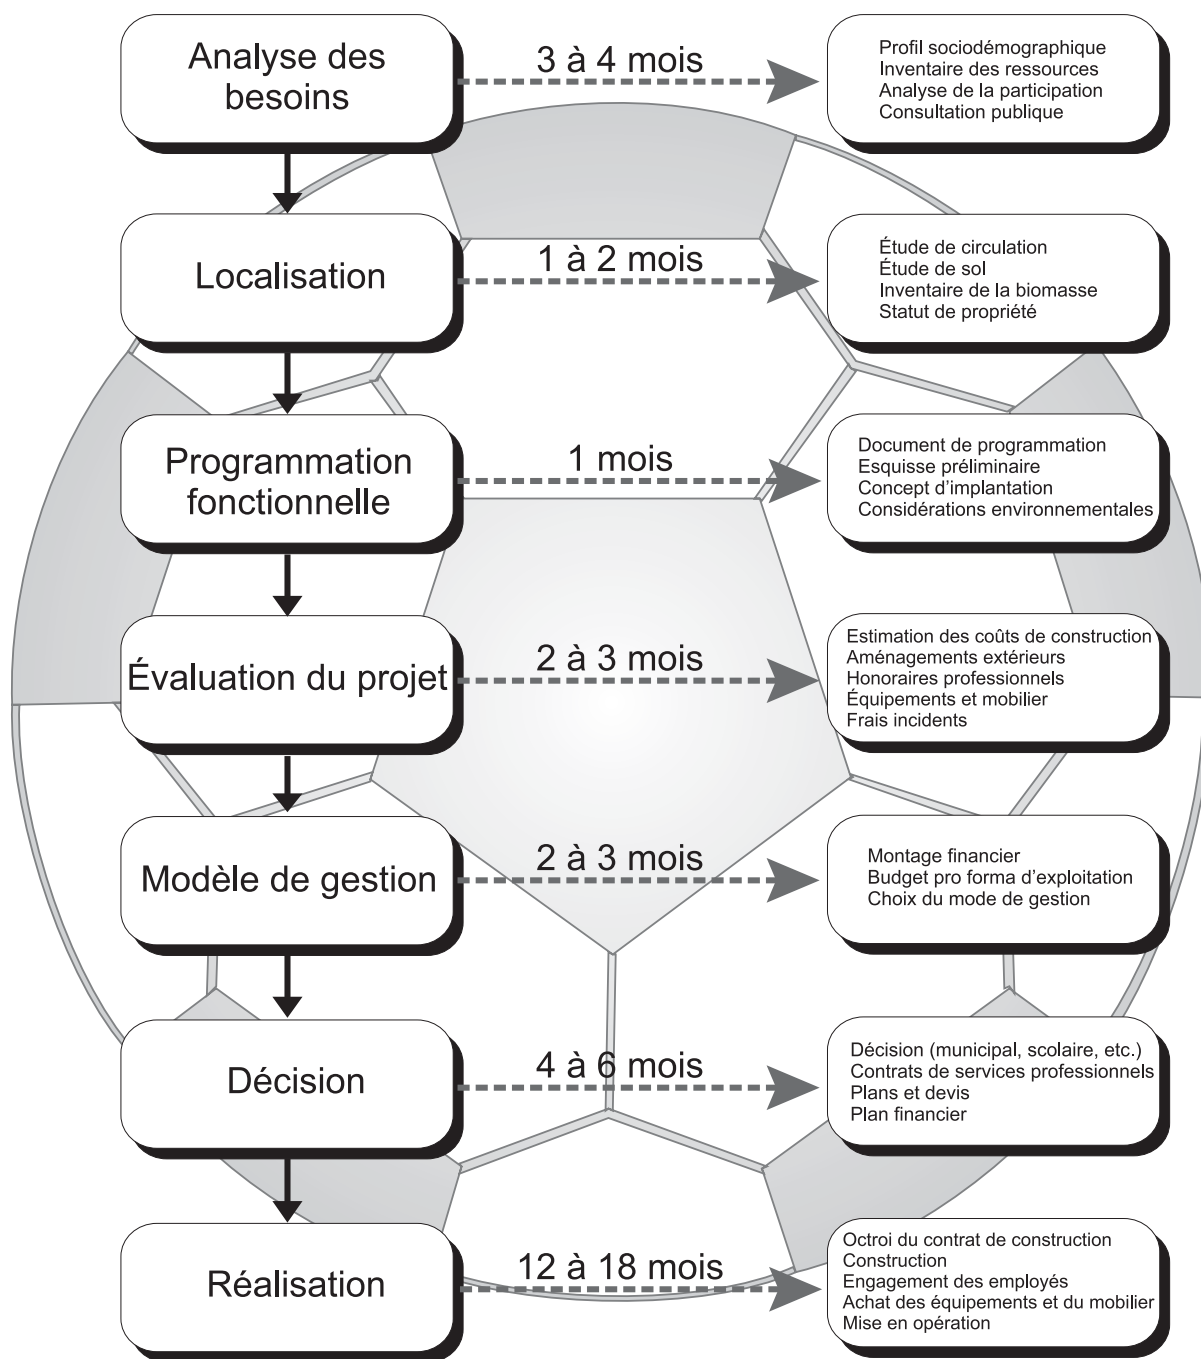 Analyse des
besoins
3 à 4 mois
Profil sociodémographique
Inventaire des ressources
Analyse de la participation
Consultation publique
Localisation
1 à 2 mois
Étude de circulation
Étude de sol
Inventaire de la biomasse
Statut de propriété
Programmation
fonctionnelle
1 mois
Document de programmation
Esquisse préliminaire
Concept d'implantation
Considérations environnementales
Évaluation du projet
2 à 3 mois
Estimation des coûts de construction
Aménagements extérieurs
Honoraires professionnels
Équipements et mobilier
Frais incidents
Modèle de gestion
2 à 3 mois
Montage financier
Budget pro forma d'exploitation
Choix du mode de gestion
Décision
4 à 6 mois
Décision (municipal, scolaire, etc.)
Contrats de services professionnels
Plans et devis
Plan financier
Réalisation
12 à 18 mois
Octroi du contrat de construction
Construction
Engagement des employés
Achat des équipements et du mobilier
Mise en opération